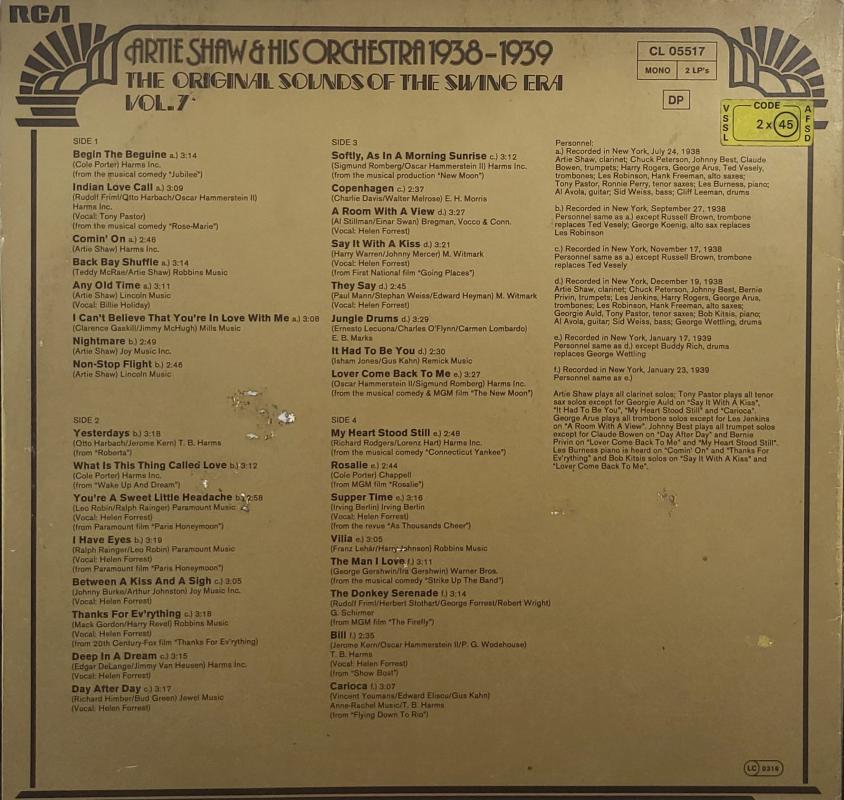 RCA
ARTIE SHAW & HIS ORCHESTRA 1938-1939
THE ORIGINAL SOUNDS OF THE SWING ERA
VOL. 7
CL 05517
MONO 2 LP's
DP
VSSL
CODE
2 x 45
AFSD
SIDE 1
Begin The Beguine a.) 3:14
(Cole Porter) Harms Inc.
(from the musical comedy "Jubilee")
Indian Love Call a.) 3:09
(Rudolf Friml/Otto Harbach/Oscar Hammerstein II)
Harms Inc.
(Vocal: Tony Pastor)
(from the musical comedy "Rose-Marie")
Comin' On a.) 2:46
(Artie Shaw) Harms Inc.
Back Bay Shuffle a.) 3:14
(Teddy McRae/Artie Shaw) Robbins Music
Any Old Time a.) 3:11
(Artie Shaw) Lincoln Music
(Vocal: Billie Holiday)
I Can't Believe That You're In Love With Me a.) 3:08
(Clarence Gaskill/Jimmy McHugh) Mills Music
Nightmare b.) 2:49
(Artie Shaw) Joy Music Inc.
Non-Stop Flight b.) 2:46
(Artie Shaw) Lincoln Music
SIDE 2
Yesterdays b.) 3:18
(Otto Harbach/Jerome Kern) T. B. Harms
(from "Roberta")
What Is This Thing Called Love b.) 3:12
(Cole Porter) Harms Inc.
(from "Wake Up And Dream")
You're A Sweet Little Headache b.) 2:58
(Leo Robin/Ralph Rainger) Paramount Music
(Vocal: Helen Forrest)
(from Paramount film "Paris Honeymoon")
I Have Eyes b.) 3:19
(Ralph Rainger/Leo Robin) Paramount Music
(Vocal: Helen Forrest)
(from Paramount film "Paris Honeymoon")
Between A Kiss And A Sigh c.) 3:05
(Johnny Burke/Arthur Johnston) Joy Music Inc.
(Vocal: Helen Forrest)
Thanks For Ev'rything c.) 3:18
(Mack Gordon/Harry Revel) Robbins Music
(Vocal: Helen Forrest)
(from 20th Century-Fox film "Thanks For Ev'rything)
Deep In A Dream c.) 3:15
(Edgar DeLange/Jimmy Van Heusen) Harms Inc.
(Vocal: Helen Forrest)
Day After Day c.) 3:17
(Richard Himber/Bud Green) Jewel Music
(Vocal: Helen Forrest)
SIDE 3
Softly, As In A Morning Sunrise c.) 3:12
(Sigmund Romberg/Oscar Hammerstein II) Harms Inc.
(from the musical production "New Moon")
Copenhagen c.) 2:37
(Charlie Davis/Walter Melrose) E. H. Morris
A Room With A View d.) 3:27
(Al Stillman/Einar Swan) Bregman, Vocco & Conn.
(Vocal: Helen Forrest)
Say It With A Kiss d.) 3:21
(Harry Warren/Johnny Mercer) M. Witmark
(Vocal: Helen Forrest)
(from First National film "Going Places")
They Say d.) 2:45
(Paul Mann/Stephan Weiss/Edward Heyman) M. Witmark
(Vocal: Helen Forrest)
Jungle Drums d.) 3:29
(Ernesto Lecuona/Charles O'Flynn/Carmen Lombardo)
E. B. Marks
It Had To Be You d.) 2:30
(Isham Jones/Gus Kahn) Remick Music
Lover Come Back To Me e.) 3:27
(Oscar Hammerstein II/Sigmund Romberg) Harms Inc.
(from the musical comedy & MGM film "The New Moon")
SIDE 4
My Heart Stood Still e.) 2:48
(Richard Rodgers/Lorenz Hart) Harms Inc.
(from the musical comedy "Connecticut Yankee")
Rosalie e.) 2:44
(Cole Porter) Chappell
(from MGM film "Rosalie")
Supper Time e.) 3:16
(Irving Berlin) Irving Berlin
(Vocal: Helen Forrest)
(from the revue "As Thousands Cheer")
Vilia e.) 3:05
(Franz Lehár/Harry Johnson) Robbins Music
The Man I Love f.) 3:11
(George Gershwin/Ira Gershwin) Warner Bros.
(from the musical comedy "Strike Up The Band")
The Donkey Serenade f.) 3:14
(Rudolf Friml/Herbert Stothart/George Forrest/Robert Wright)
G. Schirmer
(from MGM film "The Firefly")
Bill f.) 2:35
(Jerome Kern/Oscar Hammerstein II/P. G. Wodehouse)
T. B. Harms
(Vocal: Helen Forrest)
(from "Show Boat")
Carioca f.) 3:07
(Vincent Youmans/Edward Eliscu/Gus Kahn)
Anne-Rachel Music/T. B. Harms
(from "Flying Down To Rio")
Personnel:
a.) Recorded in New York, July 24, 1938
Artie Shaw, clarinet; Chuck Peterson, Johnny Best, Claude
Bowen, trumpets; Harry Rogers, George Arus, Ted Vesely,
trombones; Les Robinson, Hank Freeman, alto saxes;
Tony Pastor, Ronnie Perry, tenor saxes; Les Burness, piano;
Al Avola, guitar; Sid Weiss, bass; Cliff Leeman, drums
b.) Recorded in New York, September 27, 1938
Personnel same as a.) except Russell Brown, trombone
replaces Ted Vesely; George Koenig, alto sax replaces
Les Robinson
c.) Recorded in New York, November 17, 1938
Personnel same as a.) except Russell Brown, trombone
replaces Ted Vesely
d.) Recorded in New York, December 19, 1938
Artie Shaw, clarinet; Chuck Peterson, Johnny Best, Bernie
Privin, trumpets; Les Jenkins, Harry Rogers, George Arus,
trombones; Les Robinson, Hank Freeman, alto saxes;
Georgie Auld, Tony Pastor, tenor saxes; Bob Kitsis, piano;
Al Avola, guitar; Sid Weiss, bass; George Wettling, drums
e.) Recorded in New York, January 17, 1939
Personnel same as d.) except Buddy Rich, drums
replaces George Wettling
f.) Recorded in New York, January 23, 1939
Personnel same as e.)
Artie Shaw plays all clarinet solos; Tony Pastor plays all tenor
sax solos except for Georgie Auld on "Say It With A Kiss",
"It Had To Be You", "My Heart Stood Still" and "Carioca".
George Arus plays all trombone solos except for Les Jenkins
on "A Room With A View". Johnny Best plays all trumpet solos
except for Claude Bowen on "Day After Day" and Bernie
Privin on "Lover Come Back To Me" and "My Heart Stood Still".
Les Burness piano is heard on "Comin' On" and "Thanks For
Ev'rything" and Bob Kitsis solos on "Say It With A Kiss" and
"Lover Come Back To Me".
LC 0316